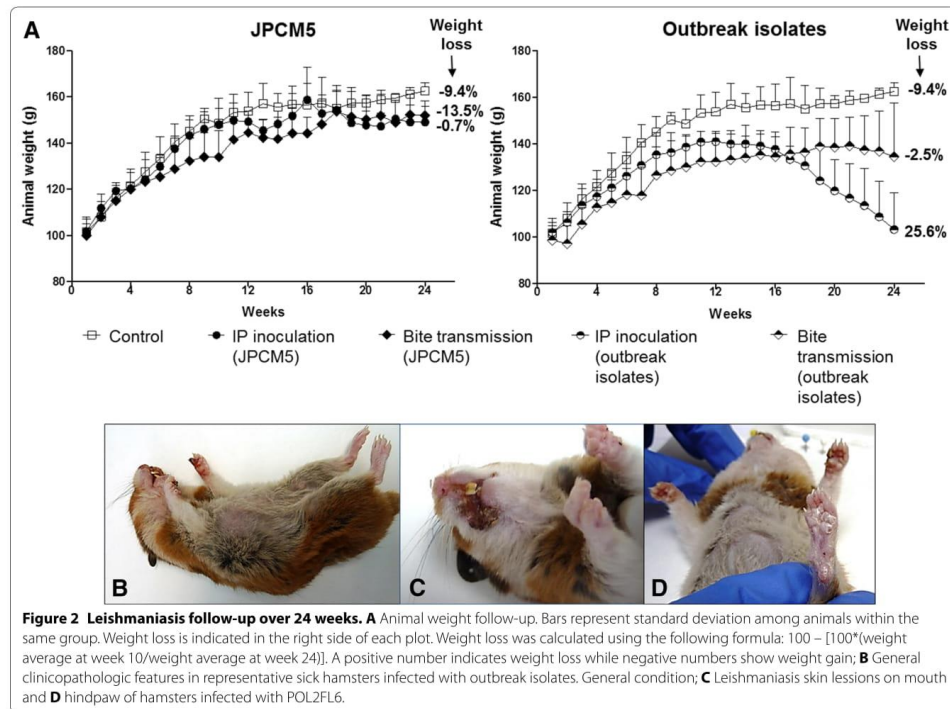 A
JPCM5
Weight
loss
Outbreak isolates
Weight
loss
Animal weight (g)
180
160
140
120
100
80
0 4 8 12 16 20 24
Weeks
-9.4%
-13.5%
-0.7%
Animal weight (g)
180
160
140
120
100
80
0 4 8 12 16 20 24
Weeks
-9.4%
-2.5%
25.6%
Control
IP inoculation
(JPCM5)
Bite transmission
(JPCM5)
IP inoculation
(outbreak
isolates)
Bite
transmission
(outbreak
isolates)
B
C
D
Figure 2 Leishmaniasis follow-up over 24 weeks. A Animal weight follow-up. Bars represent standard deviation among animals within the
same group. Weight loss is indicated in the right side of each plot. Weight loss was calculated using the following formula: 100 – [100*(weight
average at week 10/weight average at week 24)]. A positive number indicates weight loss while negative numbers show weight gain; B General
clinicopathologic features in representative sick hamsters infected with outbreak isolates. General condition; C Leishmaniasis skin lessions on mouth
and D hindpaw of hamsters infected with POL2FL6.